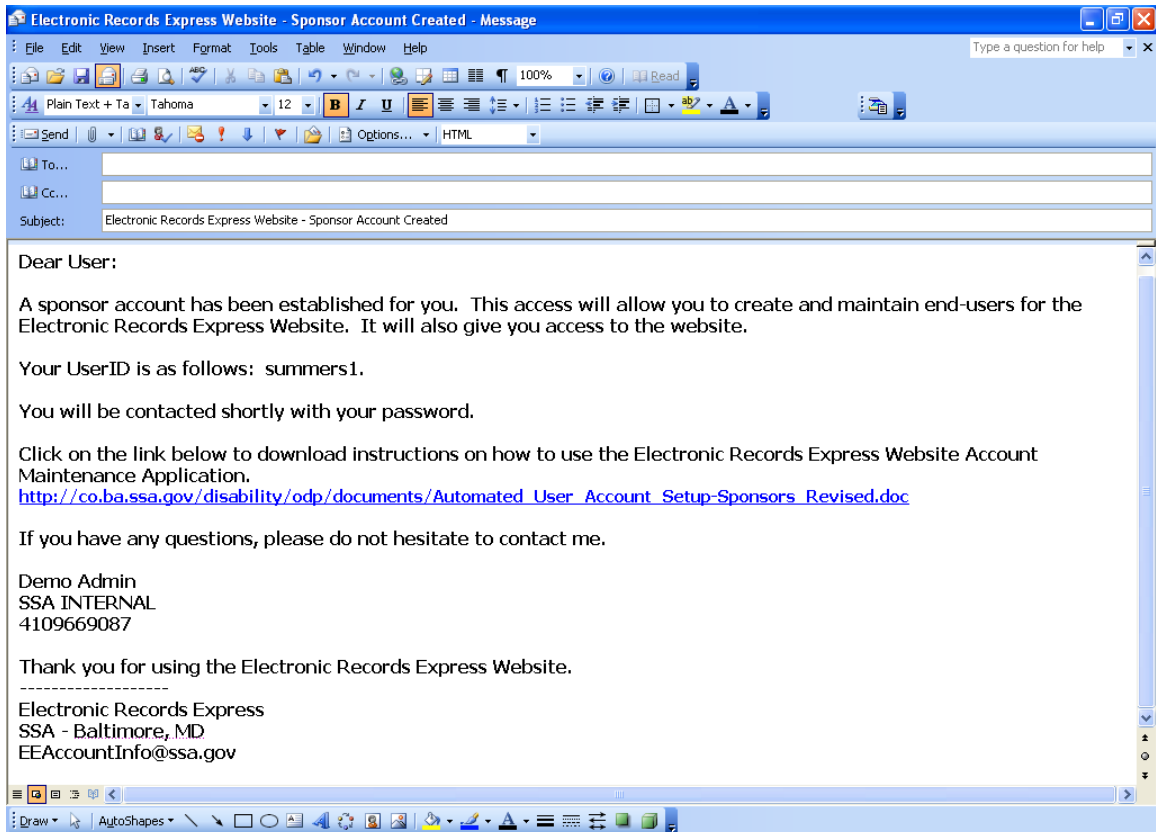 Electronic Records Express Website - Sponsor Account Created - Message
File Edit View Insert Format Tools Table Window Help Type a question for help
100% Read
Plain Text + Ta Tahoma 12 B I U ab A
Send Options... HTML
To...
Cc...
Subject: Electronic Records Express Website - Sponsor Account Created
Dear User:
A sponsor account has been established for you.  This access will allow you to create and maintain end-users for the
Electronic Records Express Website.  It will also give you access to the website.
Your UserID is as follows:  summers1.
You will be contacted shortly with your password.
Click on the link below to download instructions on how to use the Electronic Records Express Website Account
Maintenance Application.
http://co.ba.ssa.gov/disability/odp/documents/Automated_User_Account_Setup-Sponsors_Revised.doc
If you have any questions, please do not hesitate to contact me.
Demo Admin
SSA INTERNAL
4109669087
Thank you for using the Electronic Records Express Website.
-------------------
Electronic Records Express
SSA - Baltimore, MD
EEAccountInfo@ssa.gov
Draw AutoShapes A